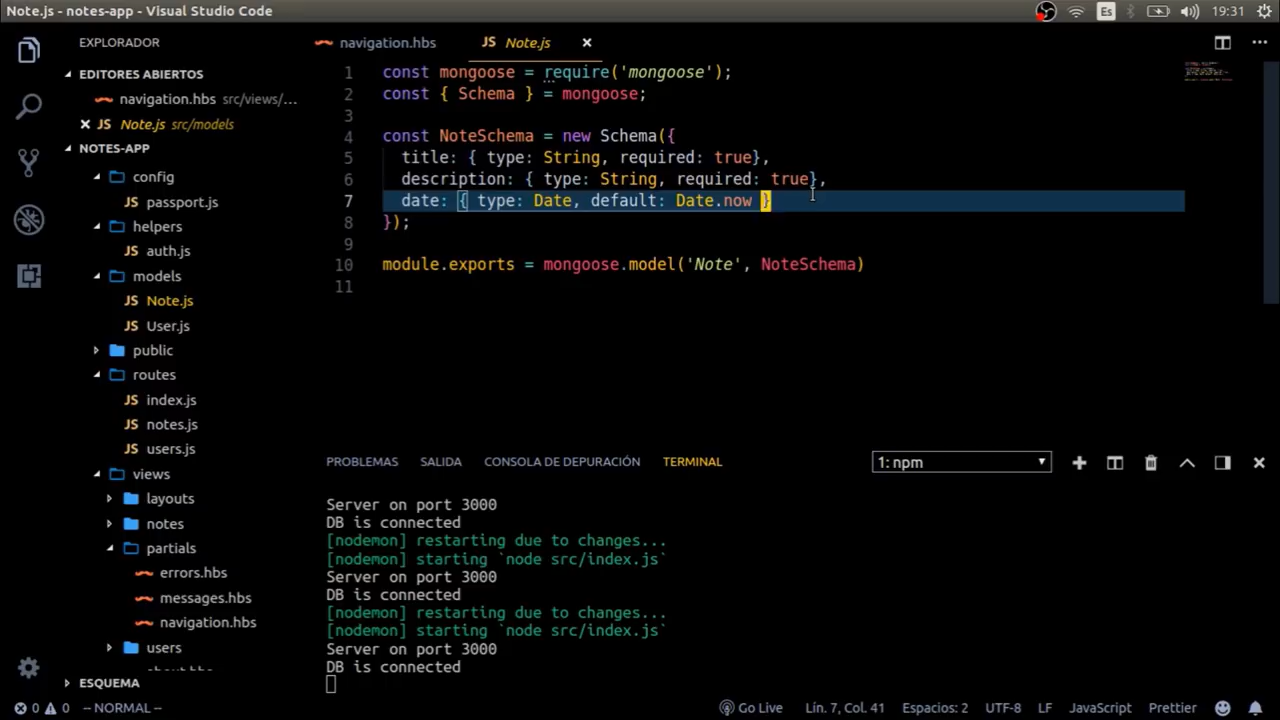 Note.js - notes-app - Visual Studio Code
Es
19:31
EXPLORADOR
EDITORES ABIERTOS
navigation.hbs src/views/...
JS Note.js src/models
NOTES-APP
config
JS passport.js
helpers
JS auth.js
models
JS Note.js
JS User.js
public
routes
JS index.js
JS notes.js
JS users.js
views
layouts
notes
partials
errors.hbs
messages.hbs
navigation.hbs
users
about.hbs
ESQUEMA
navigation.hbs
JS Note.js
1 const mongoose = require('mongoose');
2 const { Schema } = mongoose;
3
4 const NoteSchema = new Schema({
5 title: { type: String, required: true},
6 description: { type: String, required: true},
7 date: { type: Date, default: Date.now }
8 });
9
10 module.exports = mongoose.model('Note', NoteSchema)
11
PROBLEMAS SALIDA CONSOLA DE DEPURACIÓN TERMINAL
1: npm
Server on port 3000
DB is connected
[nodemon] restarting due to changes...
[nodemon] starting `node src/index.js`
Server on port 3000
DB is connected
[nodemon] restarting due to changes...
[nodemon] starting `node src/index.js`
Server on port 3000
DB is connected
0 0 -- NORMAL --
Go Live Lín. 7, Col. 41 Espacios: 2 UTF-8 LF JavaScript Prettier